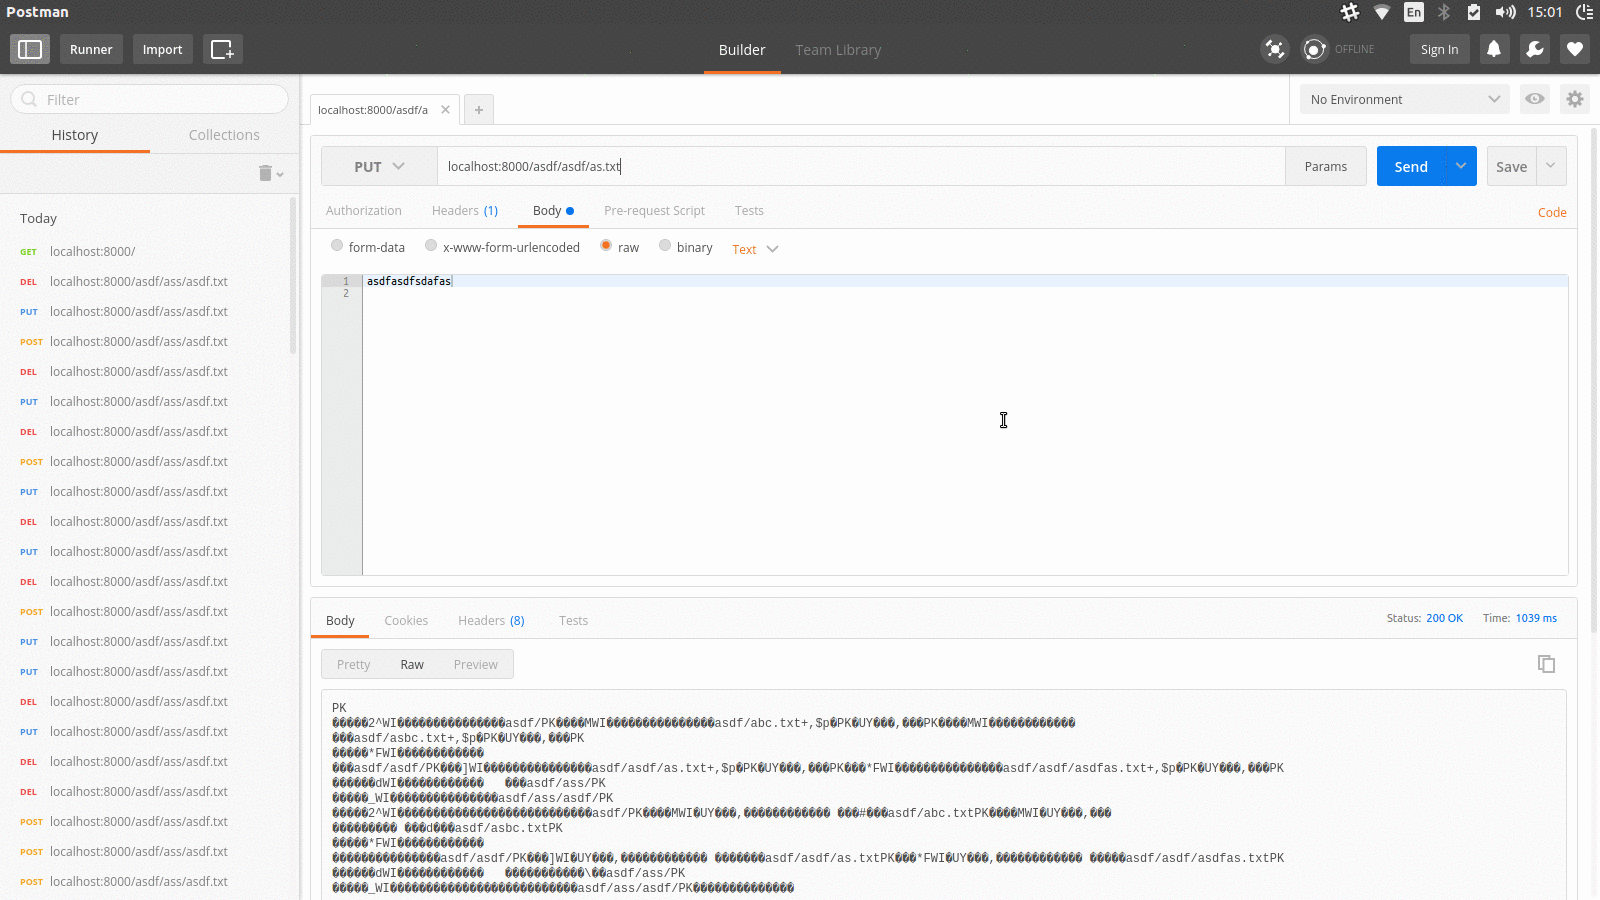 Postman
En
15:01
Runner
Import
Builder
Team Library
OFFLINE
Sign In
Filter
History
Collections
Today
GET localhost:8000/
DEL localhost:8000/asdf/ass/asdf.txt
PUT localhost:8000/asdf/ass/asdf.txt
POST localhost:8000/asdf/ass/asdf.txt
DEL localhost:8000/asdf/ass/asdf.txt
PUT localhost:8000/asdf/ass/asdf.txt
DEL localhost:8000/asdf/ass/asdf.txt
POST localhost:8000/asdf/ass/asdf.txt
PUT localhost:8000/asdf/ass/asdf.txt
DEL localhost:8000/asdf/ass/asdf.txt
PUT localhost:8000/asdf/ass/asdf.txt
DEL localhost:8000/asdf/ass/asdf.txt
POST localhost:8000/asdf/ass/asdf.txt
PUT localhost:8000/asdf/ass/asdf.txt
PUT localhost:8000/asdf/ass/asdf.txt
DEL localhost:8000/asdf/ass/asdf.txt
PUT localhost:8000/asdf/ass/asdf.txt
DEL localhost:8000/asdf/ass/asdf.txt
DEL localhost:8000/asdf/ass/asdf.txt
POST localhost:8000/asdf/ass/asdf.txt
POST localhost:8000/asdf/ass/asdf.txt
POST localhost:8000/asdf/ass/asdf.txt
localhost:8000/asdf/a
No Environment
PUT localhost:8000/asdf/asdf/as.txt Params Send Save
Authorization Headers (1) Body Pre-request Script Tests Code
form-data x-www-form-urlencoded raw binary Text
1 asdfasdfsdafas
2
Body Cookies Headers (8) Tests Status: 200 OK Time: 1039 ms
Pretty Raw Preview
PK
�����2^WI���������������asdf/PK����MWI���������������asdf/abc.txt+,$p�PK�UY���,���PK����MWI������������
���asdf/asbc.txt+,$p�PK�UY���,���PK
�����*FWI������������
���asdf/asdf/PK���]WI���������������asdf/asdf/as.txt+,$p�PK�UY���,���PK���*FWI���������������asdf/asdf/asdfas.txt+,$p�PK�UY���,���PK
������dWI������������ ���asdf/ass/PK
�����_WI���������������asdf/ass/asdf/PK
�����2^WI���������������������������asdf/PK����MWI�UY���,������������ ���#���asdf/abc.txtPK����MWI�UY���,���
��������� ���d���asdf/asbc.txtPK
�����*FWI������������
���������������asdf/asdf/PK���]WI�UY���,������������ �������asdf/asdf/as.txtPK���*FWI�UY���,������������ �����asdf/asdf/asdfas.txtPK
������dWI������������ �����������\��asdf/ass/PK
�����_WI��������������������������asdf/ass/asdf/PK��������������